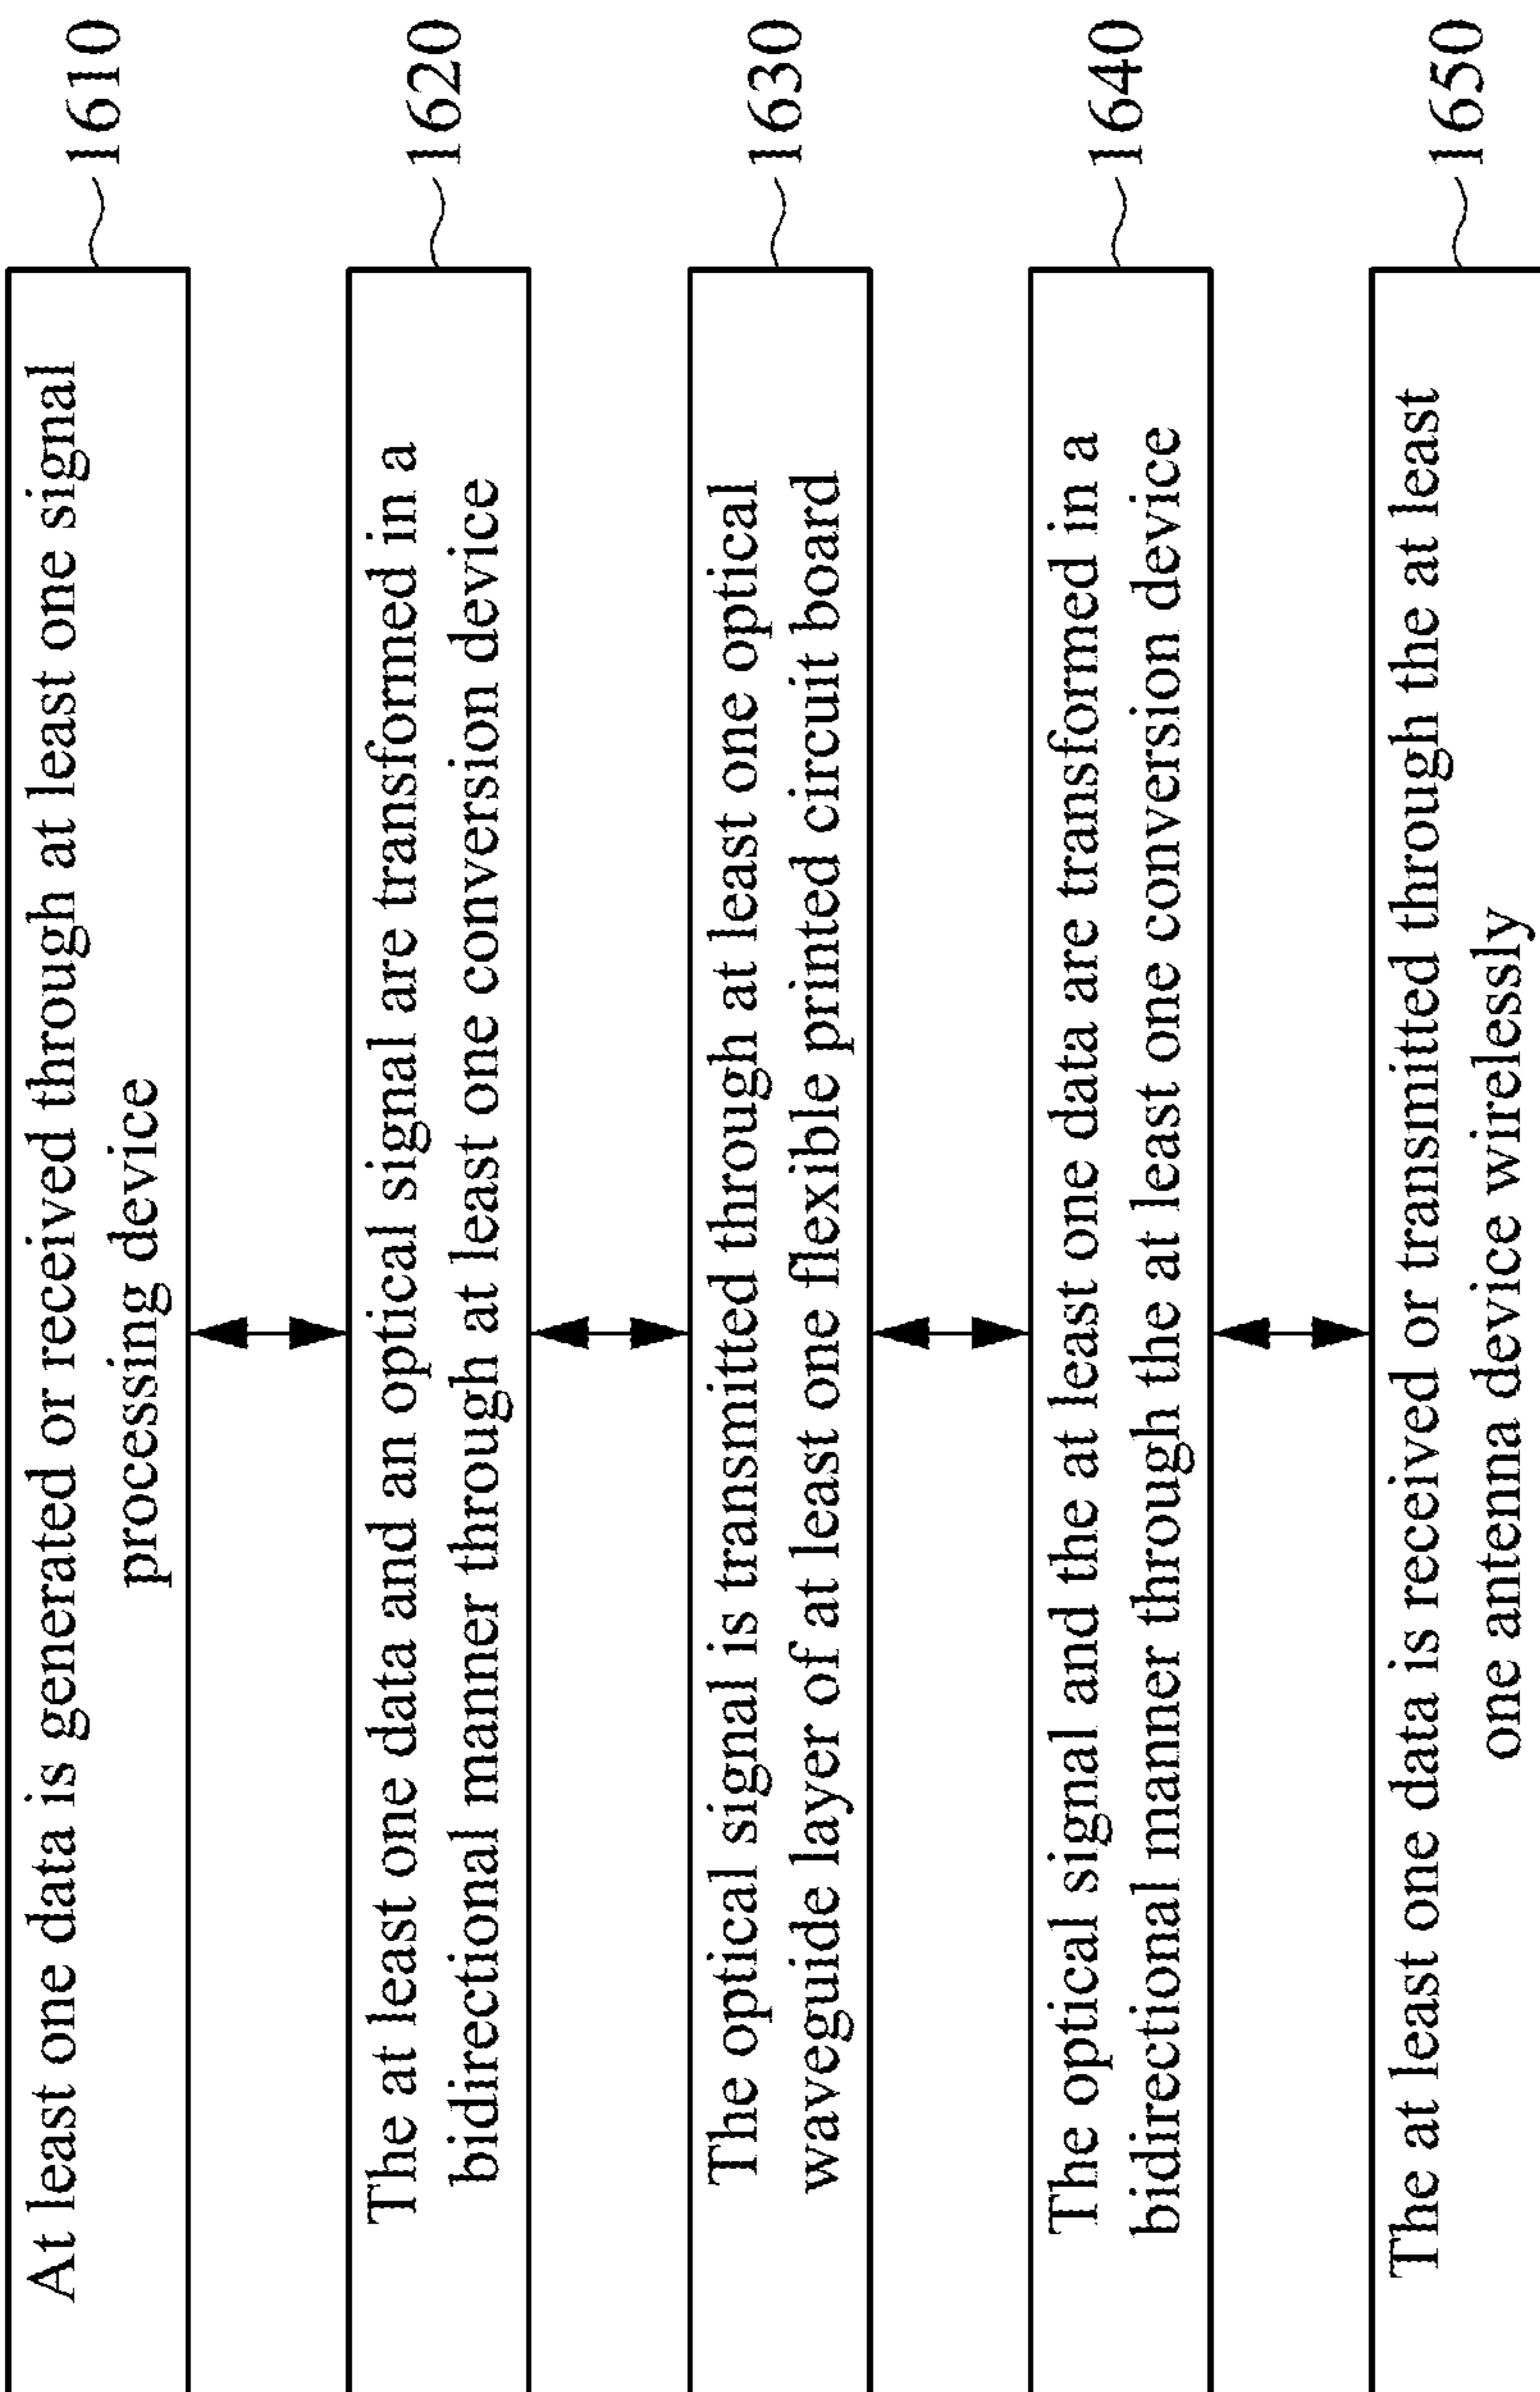 At least one data is generated or received through at least one signal
processing device
1610
The at least one data and an optical signal are transformed in a
bidirectional manner through at least one conversion device
1620
The optical signal is transmitted through at least one optical
waveguide layer of at least one flexible printed circuit board
1630
The optical signal and the at least one data are transformed in a
bidirectional manner through the at least one conversion device
1640
The at least one data is received or transmitted through the at least
one antenna device wirelessly
1650